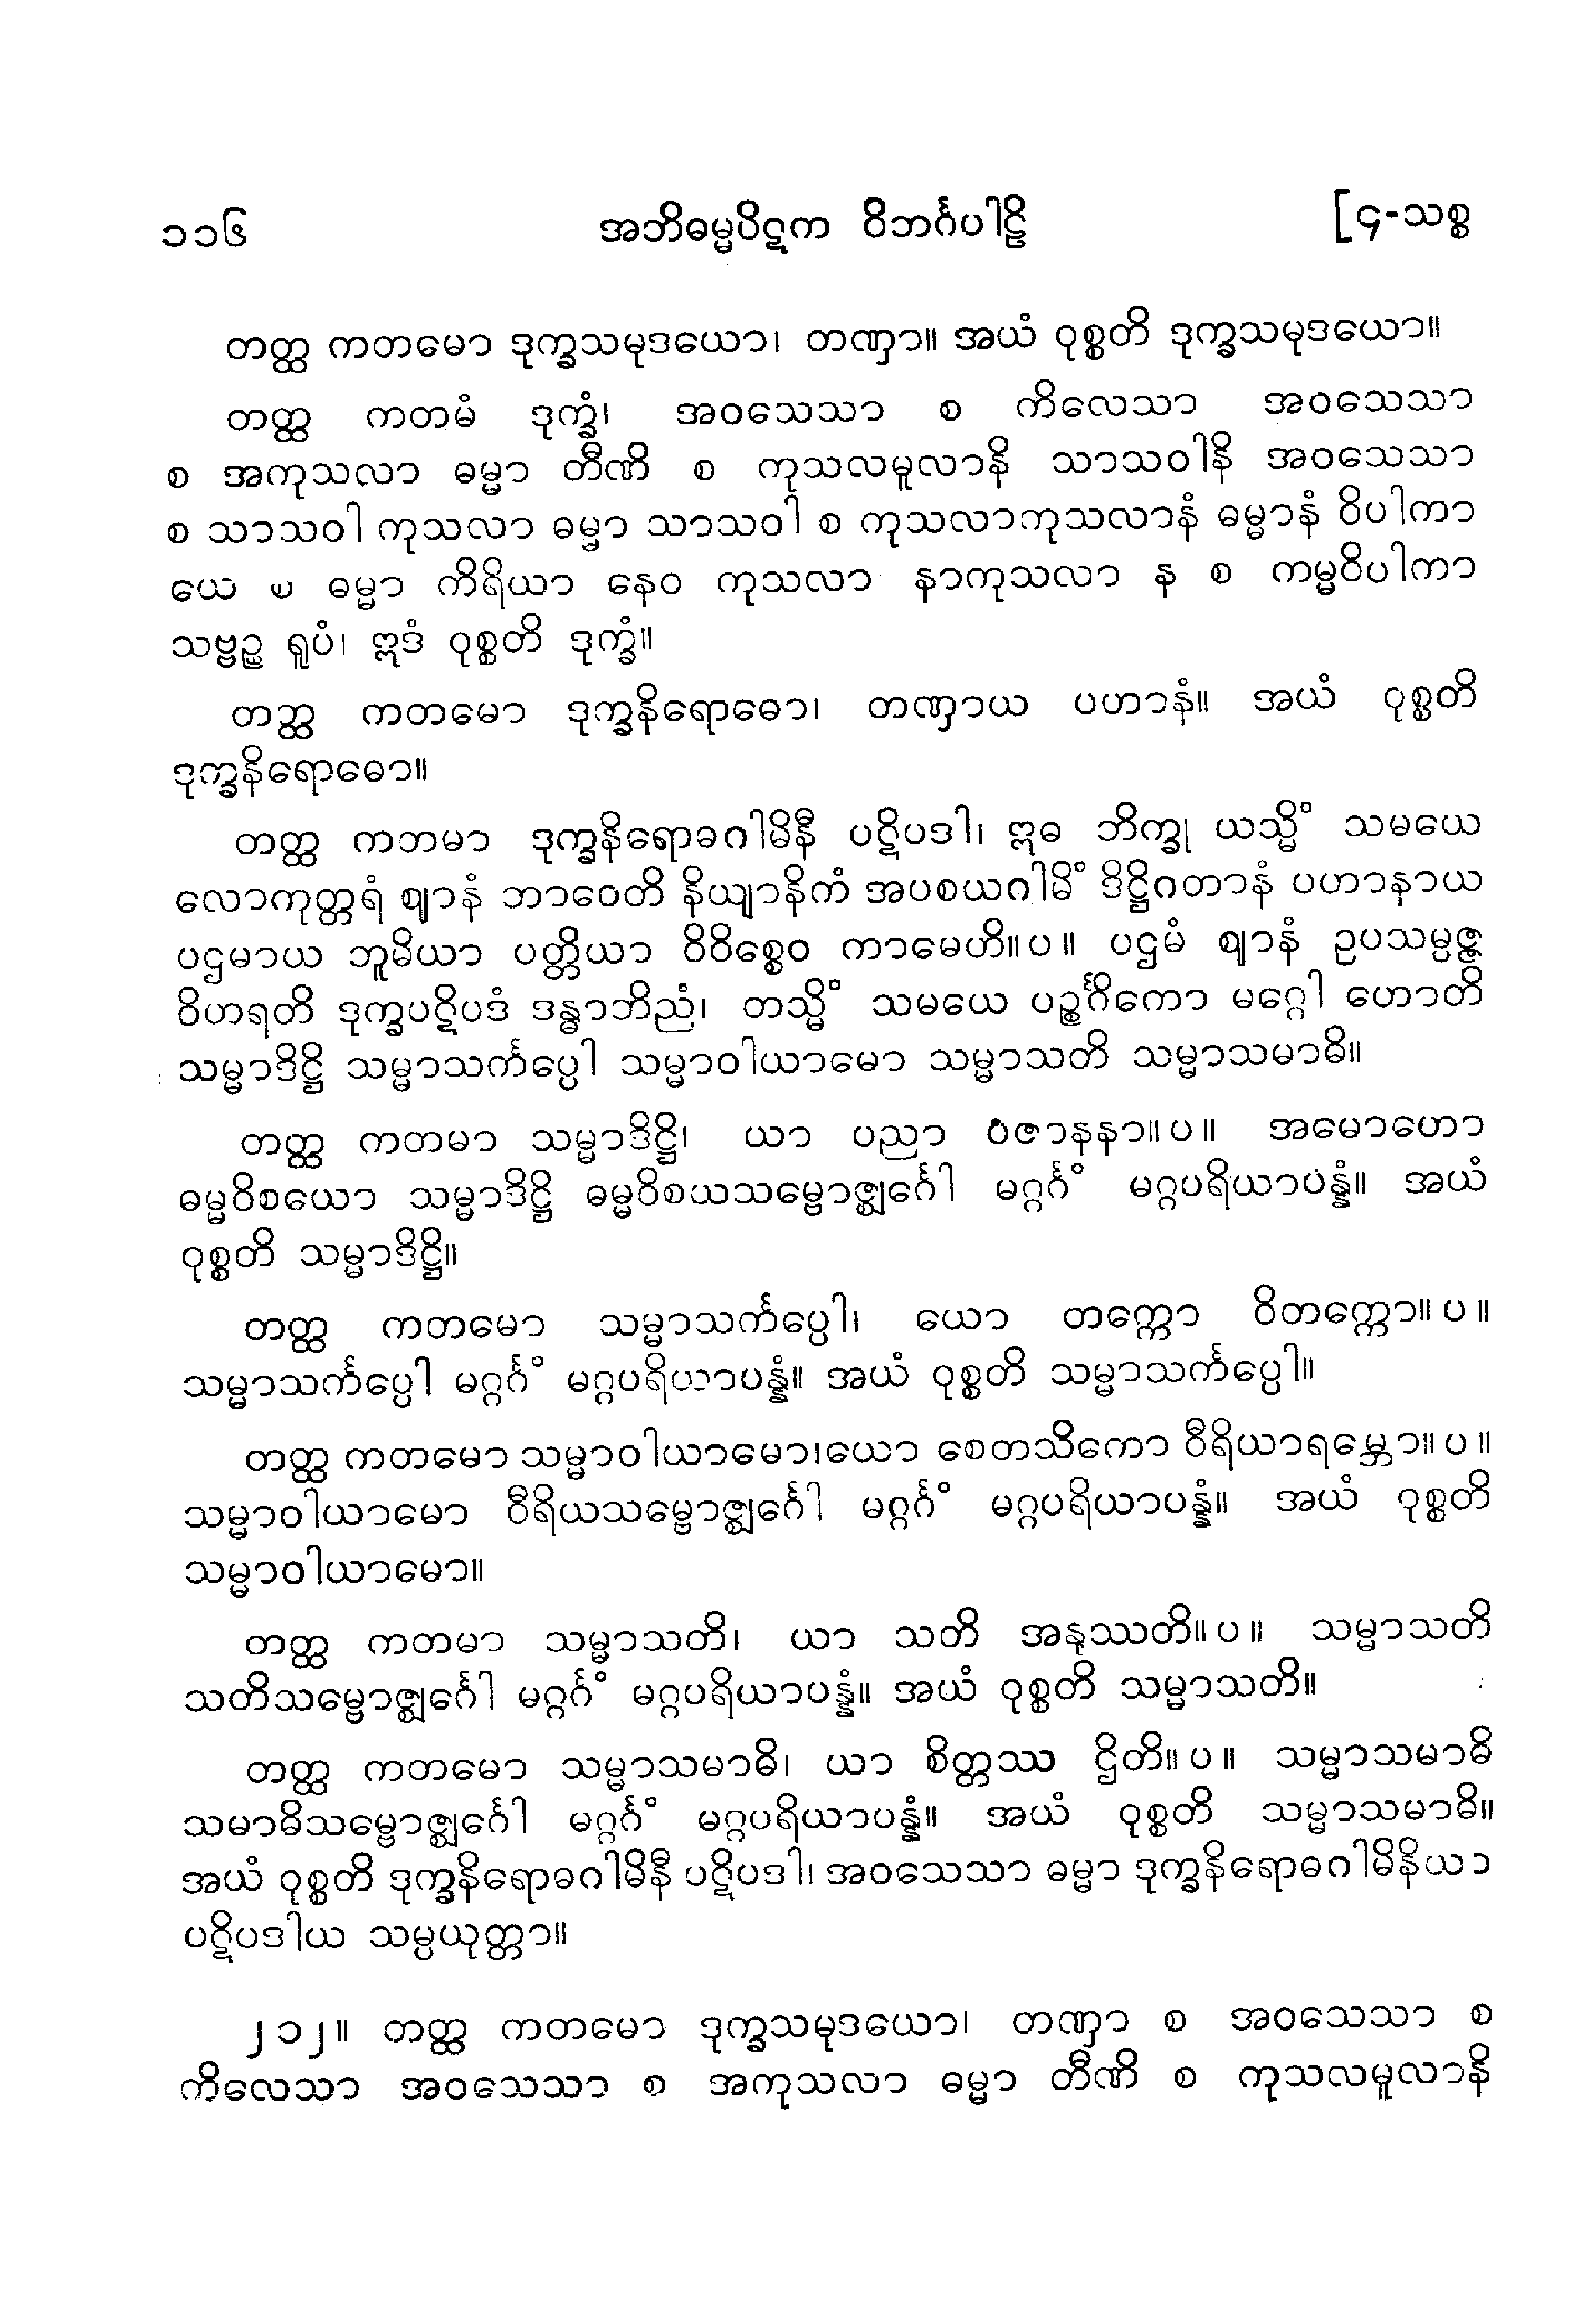 ၁၁၆ အဘိဓမ္မပိဋက ဝိဘင်္ဂပါဠိ [၄-သစ္စ
တတ္ထ ကတမော ဒုက္ခသမုဒယော၊ တဏှာ။ အယံ ဝုစ္စတိ ဒုက္ခသမုဒယော။
တတ္ထ ကတမံ ဒုက္ခံ၊ အဝသေသာ စ ကိလေသာ အဝသေသာ
စ အကုသလာ ဓမ္မာ တီဏိ စ ကုသလမူလာနိ သာသဝါနိ အဝသေသာ
စ သာသဝါ ကုသလာ ဓမ္မာ သာသဝါ စ ကုသလာကုသလာနံ ဓမ္မာနံ ဝိပါကာ
ယေ စ ဓမ္မာ ကိရိယာ နေဝ ကုသလာ နာကုသလာ န စ ကမ္မဝိပါကာ
သဗ္ဗဉ္စ ရူပံ၊ ဣဒံ ဝုစ္စတိ ဒုက္ခံ။
တတ္ထ ကတမော ဒုက္ခနိရောဓော၊ တဏှာယ ပဟာနံ။ အယံ ဝုစ္စတိ
ဒုက္ခနိရောဓော။
တတ္ထ ကတမာ ဒုက္ခနိရောဓဂါမိနီ ပဋိပဒါ၊ ဣဓ ဘိက္ခု ယသ္မိံ သမယေ
လောကုတ္တရံ ဈာနံ ဘာဝေတိ နိယျာနိကံ အပစယဂါမိံ ဒိဋ္ဌိဂတာနံ ပဟာနာယ
ပဌမာယ ဘူမိယာ ပတ္တိယာ ဝိဝိစ္စေဝ ကာမေဟိ။ပ။ ပဌမံ ဈာနံ ဥပသမ္ပဇ္ဇ
ဝိဟရတိ ဒုက္ခပဋိပဒံ ဒန္ဓာဘိညံ၊ တသ္မိံ သမယေ ပဉ္စင်္ဂိကော မဂ္ဂေါ ဟောတိ
သမ္မာဒိဋ္ဌိ သမ္မာသင်္ကပ္ပေါ သမ္မာဝါယာမော သမ္မာသတိ သမ္မာသမာဓိ။
တတ္ထ ကတမာ သမ္မာဒိဋ္ဌိ၊ ယာ ပညာ ပဇာနနာ။ပ။ အမောဟော
ဓမ္မဝိစယော သမ္မာဒိဋ္ဌိ ဓမ္မဝိစယသမ္ဗောဇ္ဈင်္ဂေါ မဂ္ဂင်္ဂံ မဂ္ဂပရိယာပန္နံ။ အယံ
ဝုစ္စတိ သမ္မာဒိဋ္ဌိ။
တတ္ထ ကတမော သမ္မာသင်္ကပ္ပေါ၊ ယော တက္ကော ဝိတက္ကော။ပ။
သမ္မာသင်္ကပ္ပေါ မဂ္ဂင်္ဂံ မဂ္ဂပရိယာပန္နံ။ အယံ ဝုစ္စတိ သမ္မာသင်္ကပ္ပေါ။
တတ္ထ ကတမော သမ္မာဝါယာမော၊ယော စေတသိကော ဝီရိယာရမ္ဘော။ပ။
သမ္မာဝါယာမော ဝီရိယသမ္ဗောဇ္ဈင်္ဂေါ မဂ္ဂင်္ဂံ မဂ္ဂပရိယာပန္နံ။ အယံ ဝုစ္စတိ
သမ္မာဝါယာမော။
တတ္ထ ကတမာ သမ္မာသတိ၊ ယာ သတိ အနုဿတိ။ပ။ သမ္မာသတိ
သတိသမ္ဗောဇ္ဈင်္ဂေါ မဂ္ဂင်္ဂံ မဂ္ဂပရိယာပန္နံ။ အယံ ဝုစ္စတိ သမ္မာသတိ။
တတ္ထ ကတမော သမ္မာသမာဓိ၊ ယာ စိတ္တဿ ဌိတိ။ပ။ သမ္မာသမာဓိ
သမာဓိသမ္ဗောဇ္ဈင်္ဂေါ မဂ္ဂင်္ဂံ မဂ္ဂပရိယာပန္နံ။ အယံ ဝုစ္စတိ သမ္မာသမာဓိ။
အယံ ဝုစ္စတိ ဒုက္ခနိရောဓဂါမိနီ ပဋိပဒါ၊ အဝသေသာ ဓမ္မာ ဒုက္ခနိရောဓဂါမိနိယာ
ပဋိပဒါယ သမ္ပယုတ္တာ။
၂၁၂။ တတ္ထ ကတမော ဒုက္ခသမုဒယော၊ တဏှာ စ အဝသေသာ စ
ကိလေသာ အဝသေသာ စ အကုသလာ ဓမ္မာ တီဏိ စ ကုသလမူလာနိ